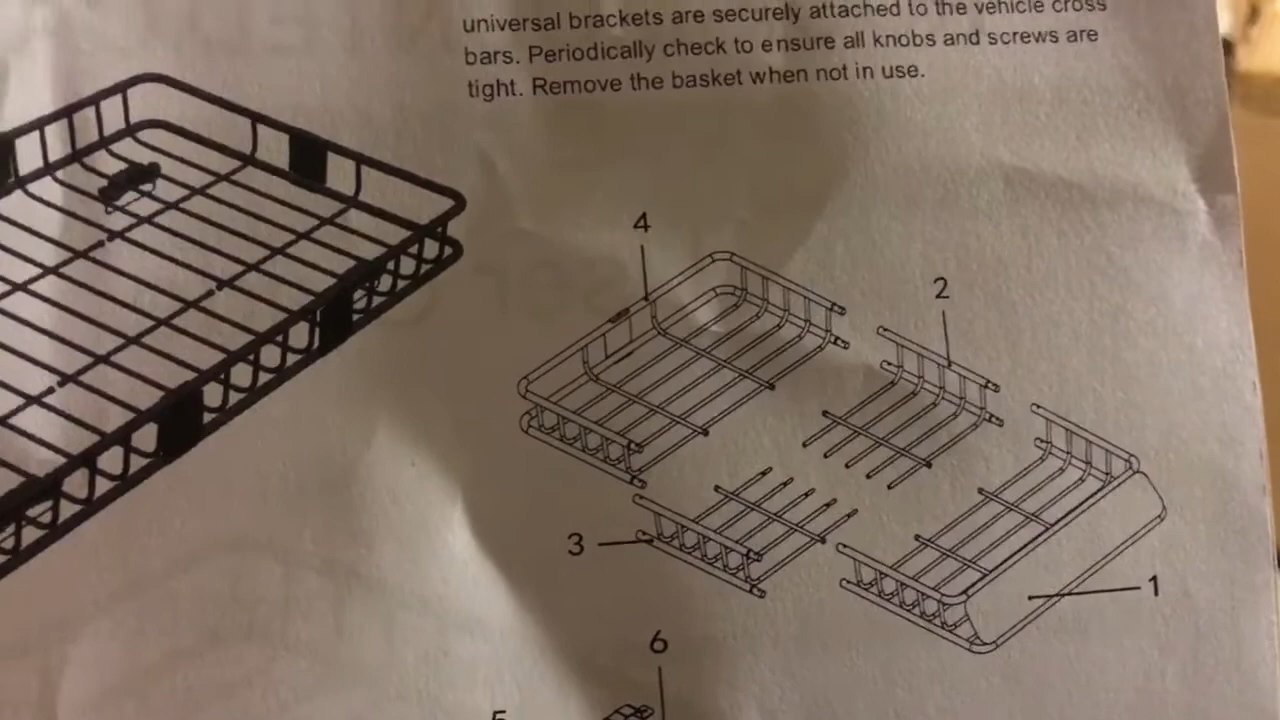 universal brackets are securely attached to the vehicle cross
bars. Periodically check to ensure all knobs and screws are
tight. Remove the basket when not in use.
4
2
3
1
6
5